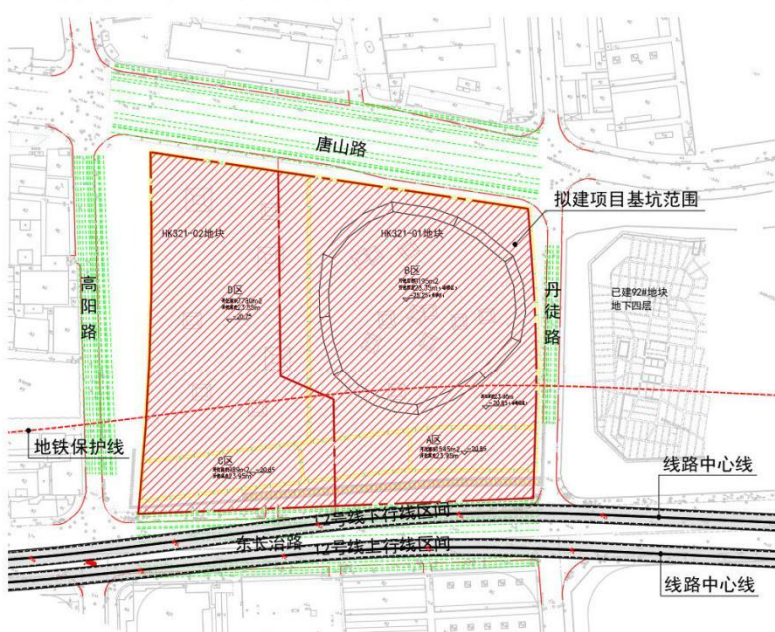 唐山路
拟建项目基坑范围
HK321-02地块
HK321-01地块
B区
D区
高阳路
丹徒路
已建92#地块
地下四层
地铁保护线
A区
C区
线路中心线
12号线下行线区间
东长治路
12号线上行线区间
线路中心线